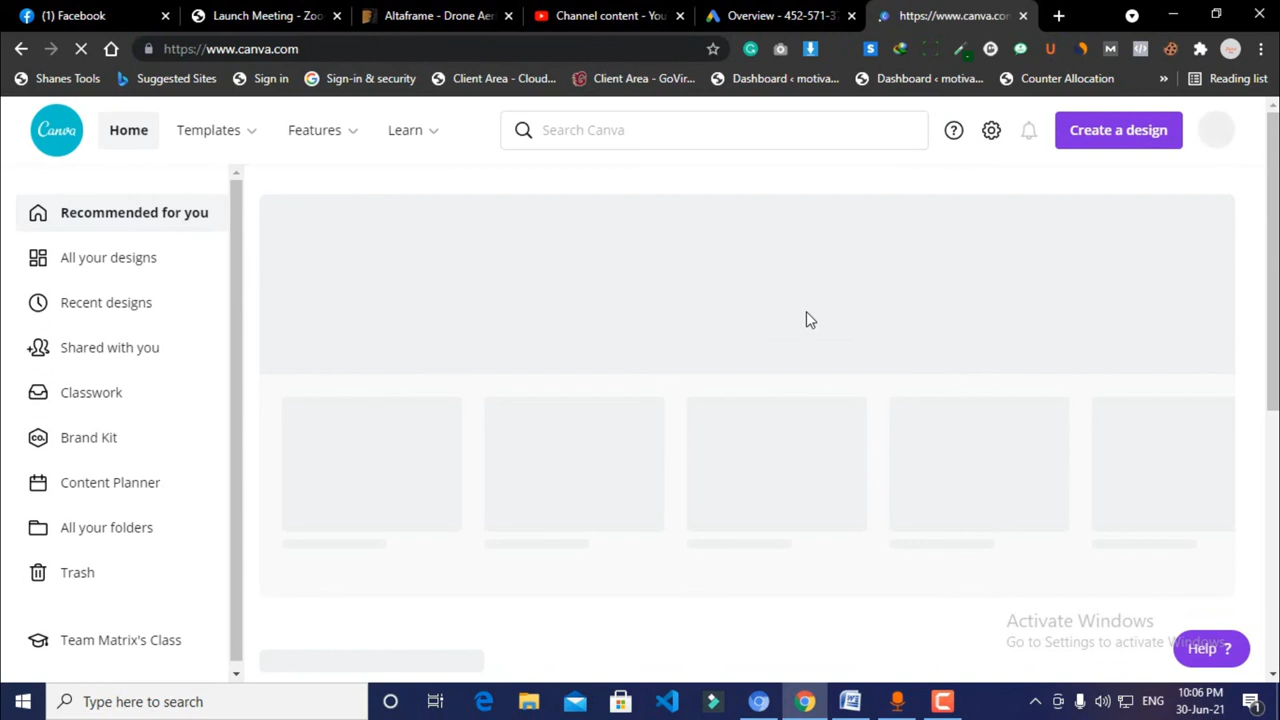 (1) Facebook
Launch Meeting - Zoo
Altaframe - Drone Aer
Channel content - You
Overview - 452-571-37
https://www.canva.com
https://www.canva.com
Shanes Tools
Suggested Sites
Sign in
Sign-in & security
Client Area - Cloud...
Client Area - GoVir...
Dashboard ‹ motiva...
Dashboard ‹ motiva...
Counter Allocation
»
Reading list
Canva
Home
Templates
Features
Learn
Search Canva
Create a design
Recommended for you
All your designs
Recent designs
Shared with you
Classwork
CO.
Brand Kit
Content Planner
All your folders
Trash
Team Matrix's Class
Activate Windows
Go to Settings to activate Windows.
Help ?
Type here to search
ENG
10:06 PM
30-Jun-21
1